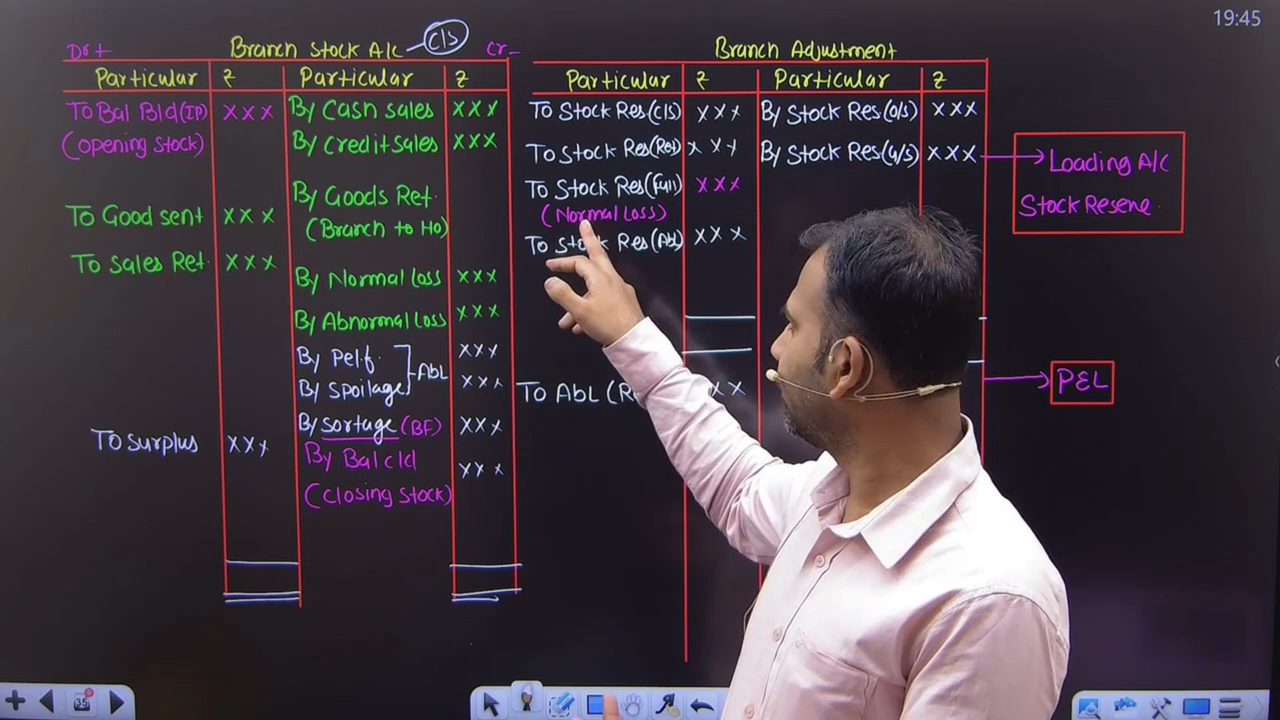 19:45
Dr+ Branch Stock A/c C/S Cr-
Particular ₹ Particular ₹
To Bal Bld (IP) xxx By Cash sales xxx
(opening stock) By Credit sales xxx
By Goods Ret.
To Good sent xxx (Branch to HO)
To Sales Ret. xxx By Normal Loss xxx
By Abnormal Loss xxx
By Pelf. xxx
By Spoilage AbL xxx
To surplus xxx By Sortage (BF) xxx
By Bal cld xxx
(closing stock)
Branch Adjustment
Particular ₹ Particular ₹
To Stock Res (C/S) xxx By Stock Res (O/S) xxx
To Stock Res (Ret) xxx By Stock Res (G/S) xxx
To Stock Res (Full) xxx
(Normal Loss)
To Stock Res (AbL) xxx
To AbL
Loading A/c
Stock Resene
P&L
35